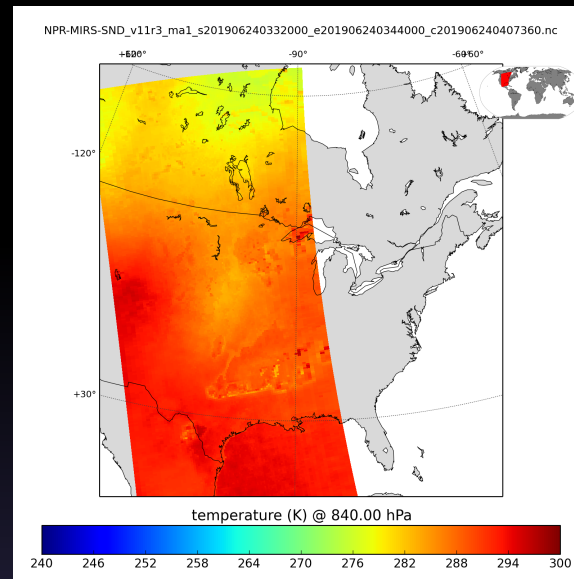 NPR-MIRS-SND_v11r3_ma1_s201906240332000_e201906240344000_c201906240407360.nc
-90°
-120°
+30°
temperature (K) @ 840.00 hPa
240 246 252 258 264 270 276 282 288 294 300